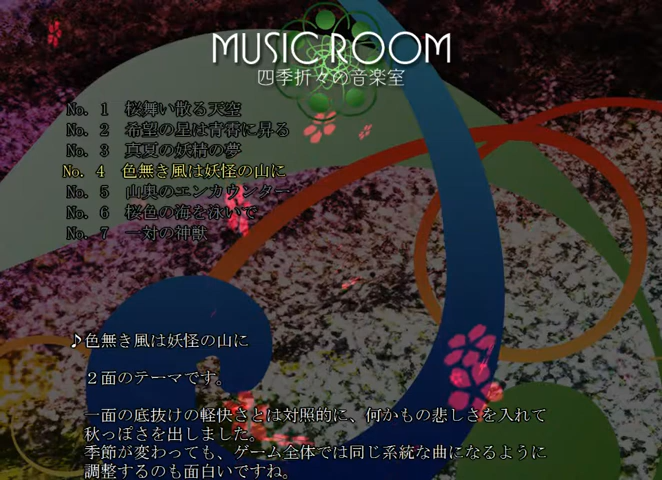 MUSIC ROOM
四季折々の音楽室
No. 1 桜舞い散る天空
No. 2 希望の星は青霄に昇る
No. 3 真夏の妖精の夢
No. 4 色無き風は妖怪の山に
No. 5 山奥のエンカウンター
No. 6 桜色の海を泳いで
No. 7 一対の神獣
♪色無き風は妖怪の山に
２面のテーマです。
一面の底抜けの軽快さとは対照的に、何かもの悲しさを入れて
秋っぽさを出しました。
季節が変わっても、ゲーム全体では同じ系統な曲になるように
調整するのも面白いですね。